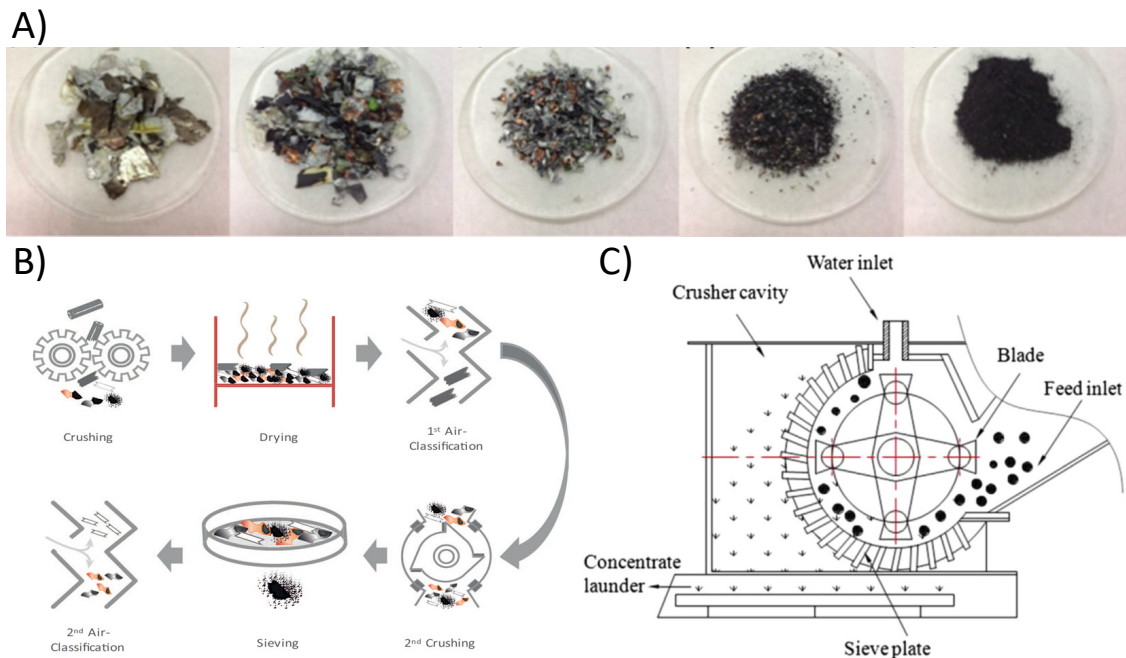 A)
B)
Crushing
Drying
1st Air-
Classification
2nd Air-
Classification
Sieving
2nd Crushing
C)
Water inlet
Crusher cavity
Blade
Feed inlet
Concentrate
launder
Sieve plate